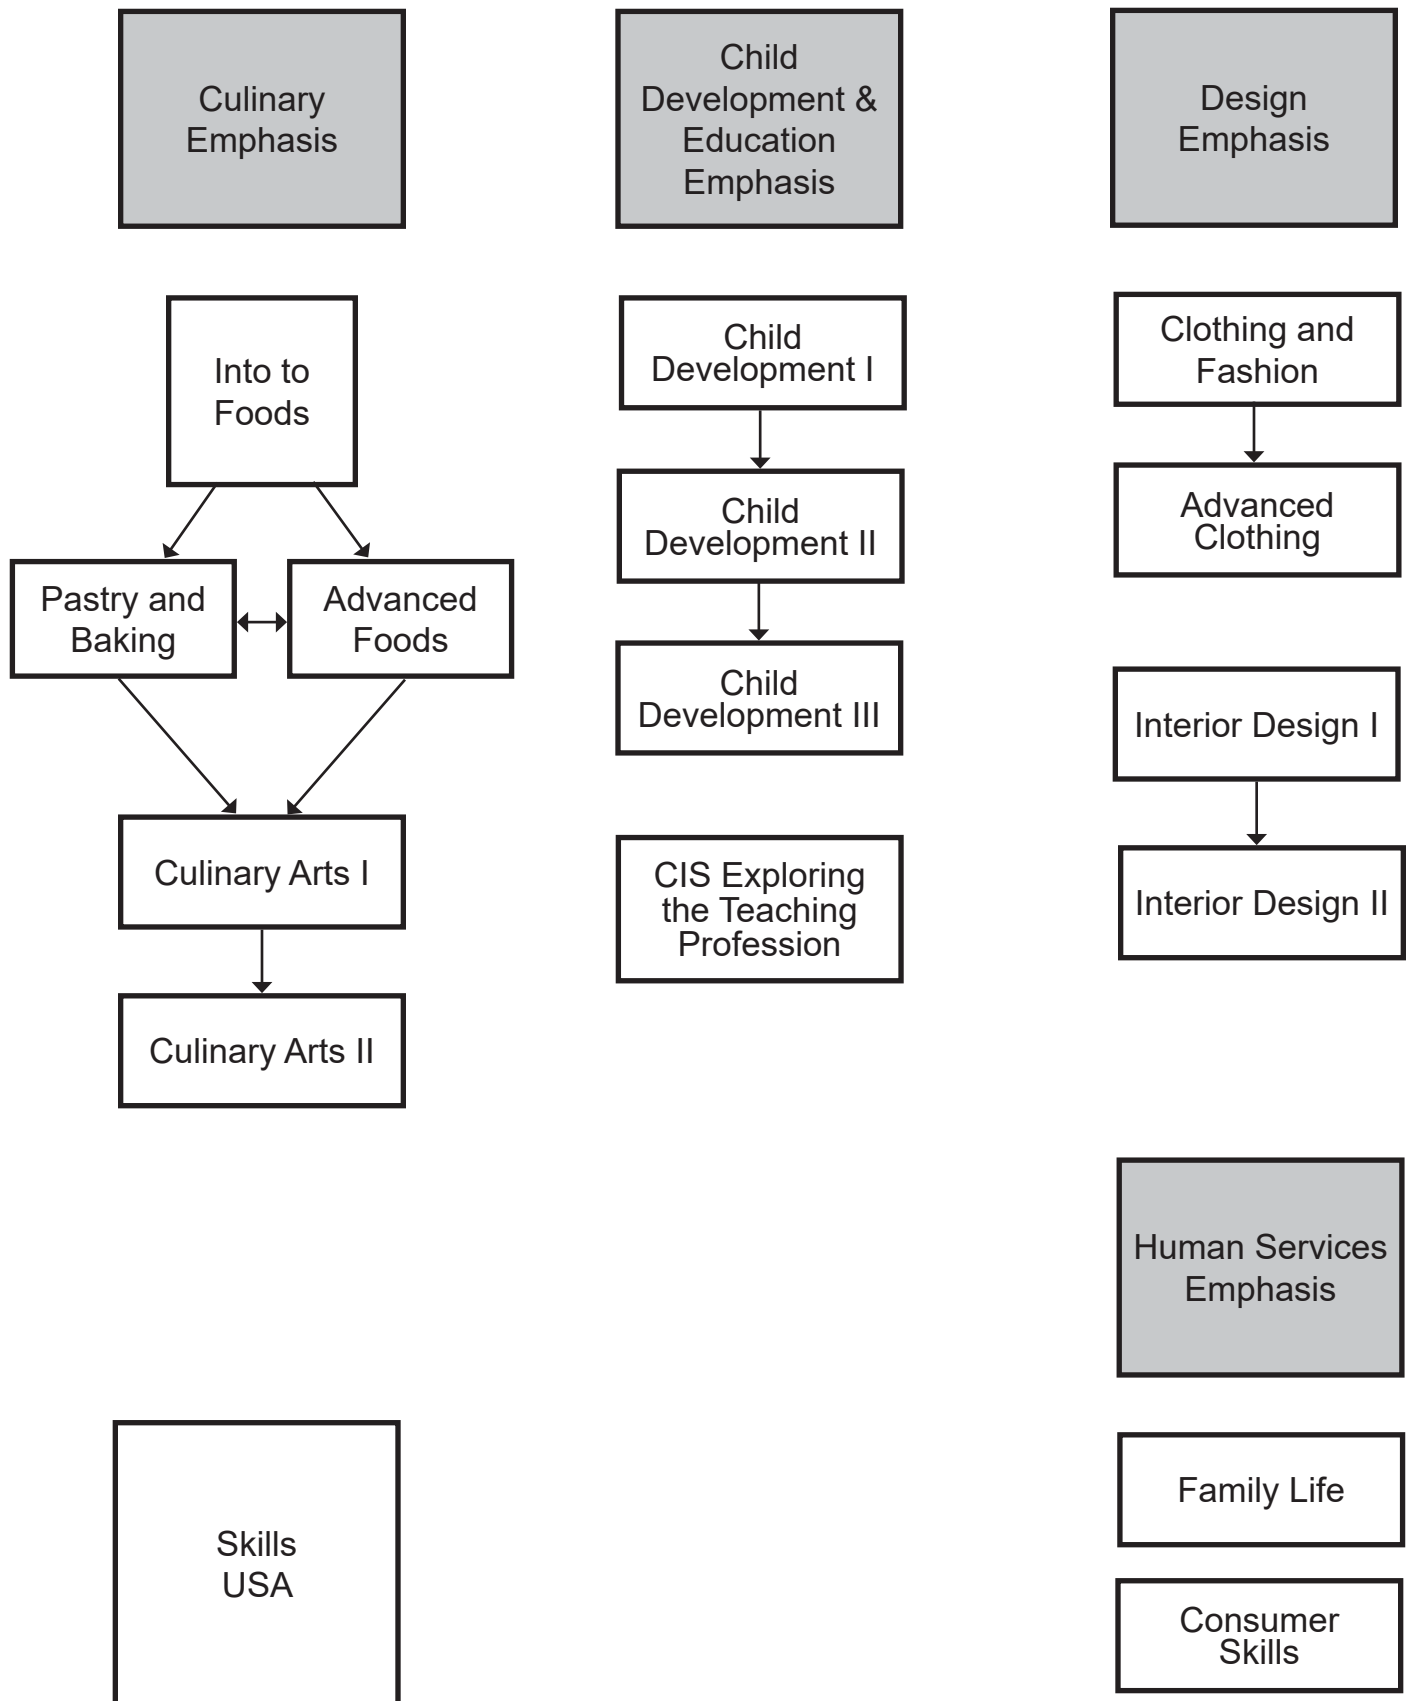 Culinary
Emphasis
Into to
Foods
Pastry and
Baking
Advanced
Foods
Culinary Arts I
Culinary Arts II
Skills
USA
Child
Development &
Education
Emphasis
Child
Development I
Child
Development II
Child
Development III
CIS Exploring
the Teaching
Profession
Design
Emphasis
Clothing and
Fashion
Advanced
Clothing
Interior Design I
Interior Design II
Human Services
Emphasis
Family Life
Consumer
Skills